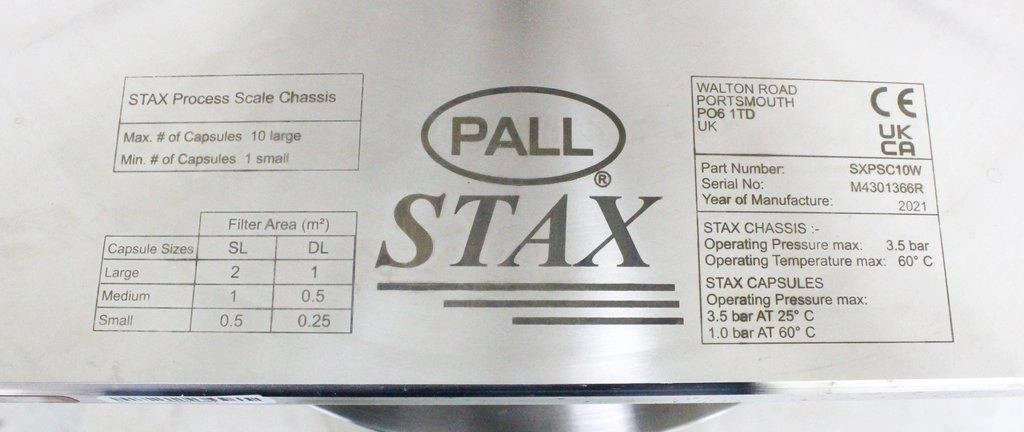 STAX Process Scale Chassis
Max. # of Capsules 10 large
Min. # of Capsules 1 small
Filter Area (m²)
Capsule Sizes SL DL
Large 2 1
Medium 1 0.5
Small 0.5 0.25
PALL
®
STAX
WALTON ROAD
PORTSMOUTH
PO6 1TD
UK
CE
UK
CA
Part Number: SXPSC10W
Serial No: M4301366R
Year of Manufacture: 2021
STAX CHASSIS :-
Operating Pressure max: 3.5 bar
Operating Temperature max: 60° C
STAX CAPSULES
Operating Pressure max:
3.5 bar AT 25° C
1.0 bar AT 60° C